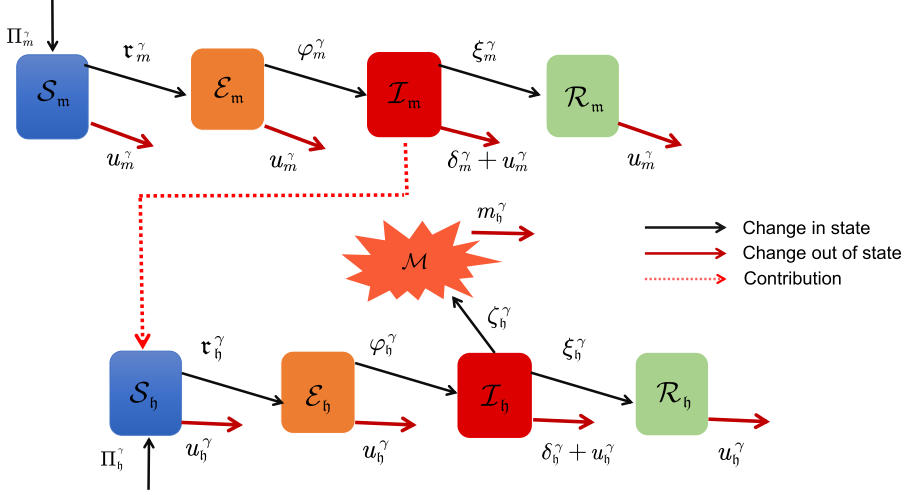 Π_m^γ
𝔯_m^γ
φ_m^γ
ξ_m^γ
𝒮_𝔪
ℰ_𝔪
ℐ_𝔪
ℛ_𝔪
u_m^γ
u_m^γ
δ_m^γ + u_m^γ
u_m^γ
m_𝔥^γ
ℳ
Change in state
Change out of state
Contribution
ζ_𝔥^γ
𝔯_𝔥^γ
φ_𝔥^γ
ξ_𝔥^γ
𝒮_𝔥
ℰ_𝔥
ℐ_𝔥
ℛ_𝔥
u_𝔥^γ
u_𝔥^γ
δ_𝔥^γ + u_𝔥^γ
u_𝔥^γ
Π_𝔥^γ